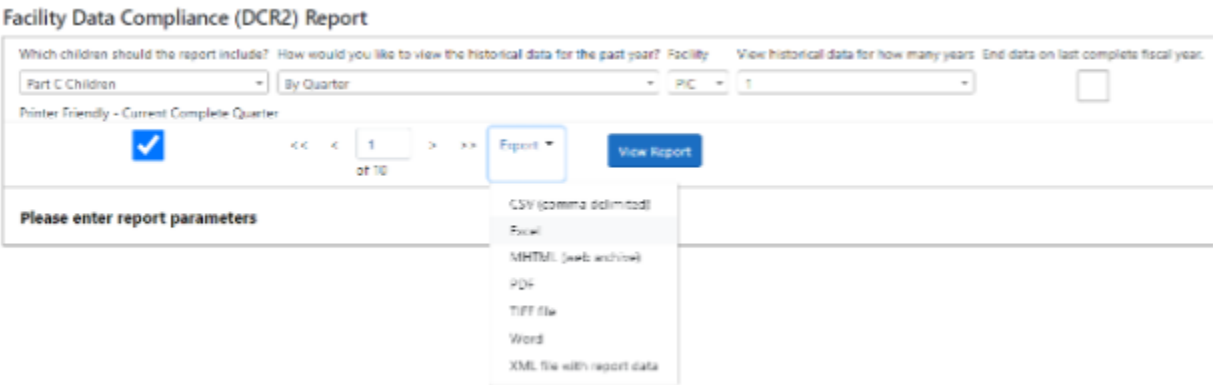 Facility Data Compliance (DCR2) Report
Which children should the report include? How would you like to view the historical data for the past year? Facility View historical data for how many years End data on last complete fiscal year.
Part C Children By Quarter PIC 1
Printer Friendly - Current Complete Quarter
<< < 1 > >> Export View Report
of 10
Please enter report parameters
CSV (comma delimited)
Excel
MHTML (web archive)
PDF
TIFF file
Word
XML file with report data